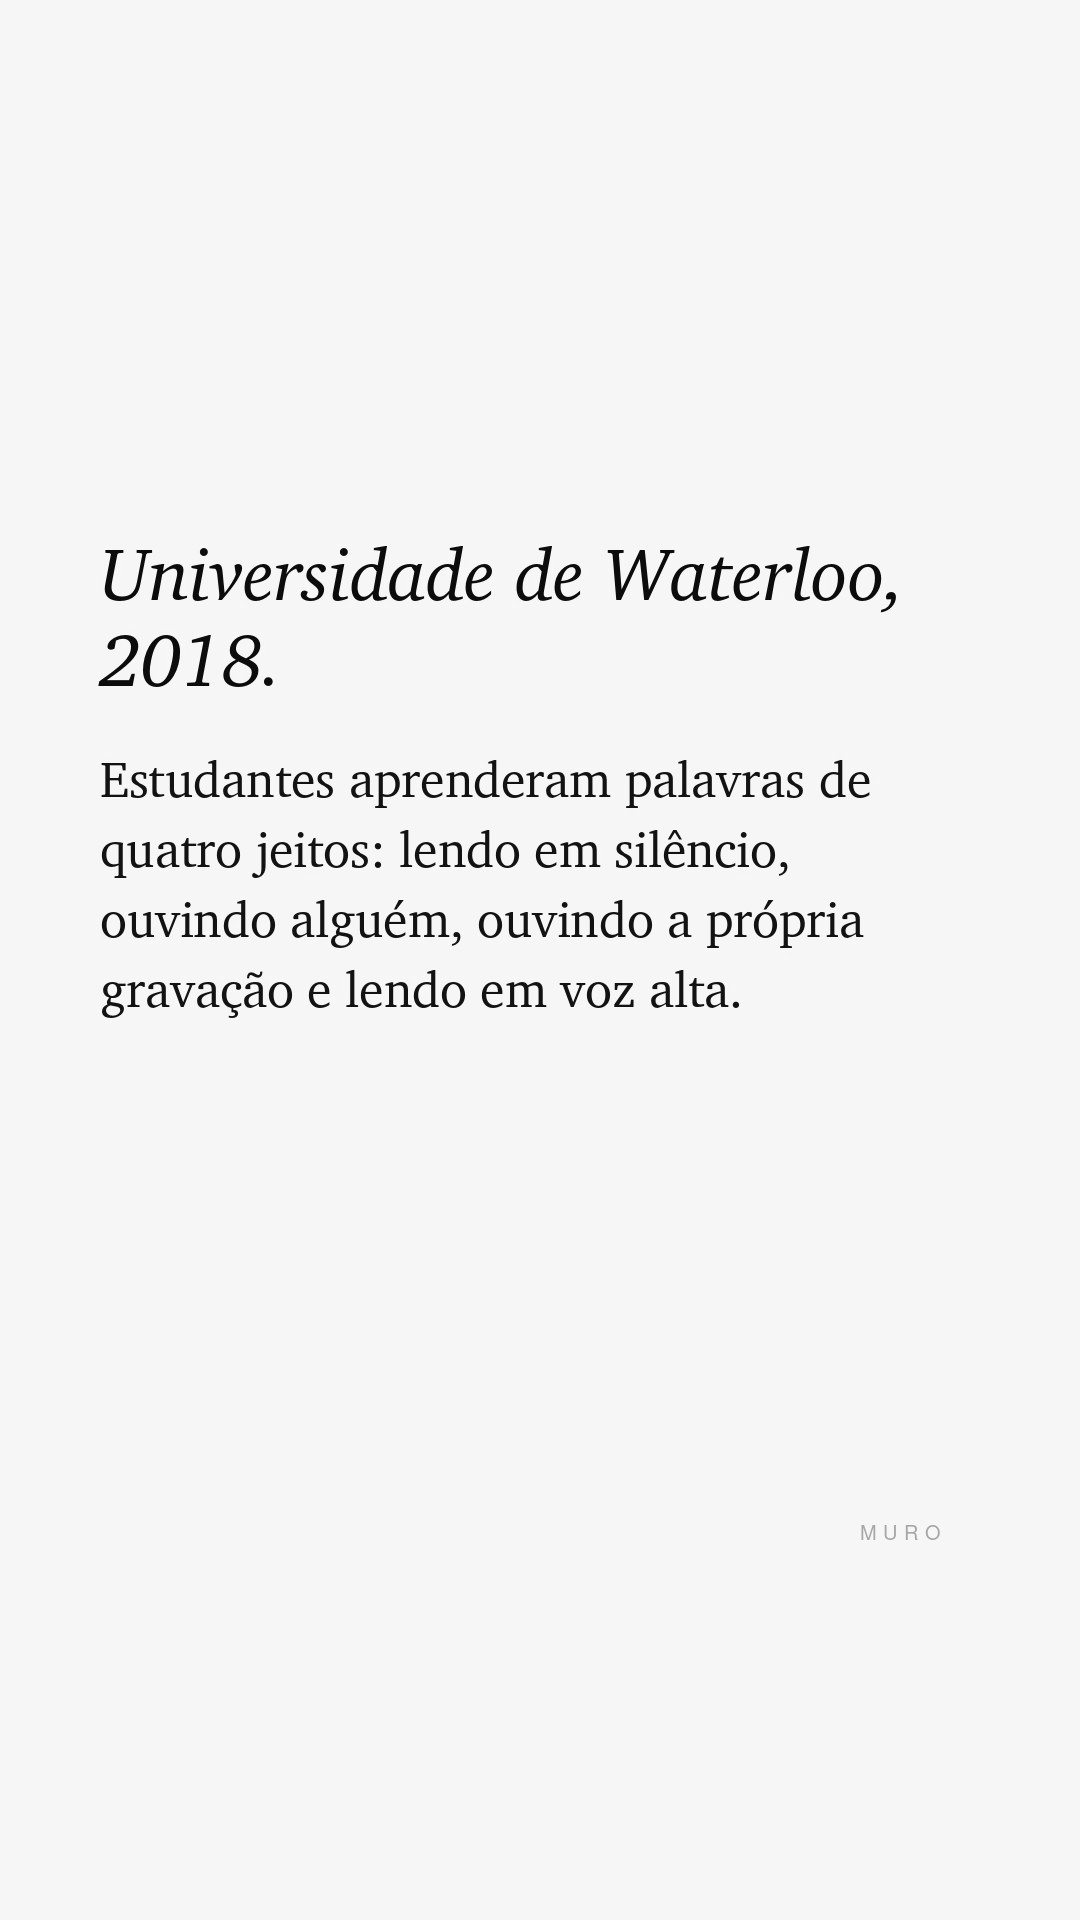 Universidade de Waterloo,
2018.
Estudantes aprenderam palavras de
quatro jeitos: lendo em silêncio,
ouvindo alguém, ouvindo a própria
gravação e lendo em voz alta.
MURO